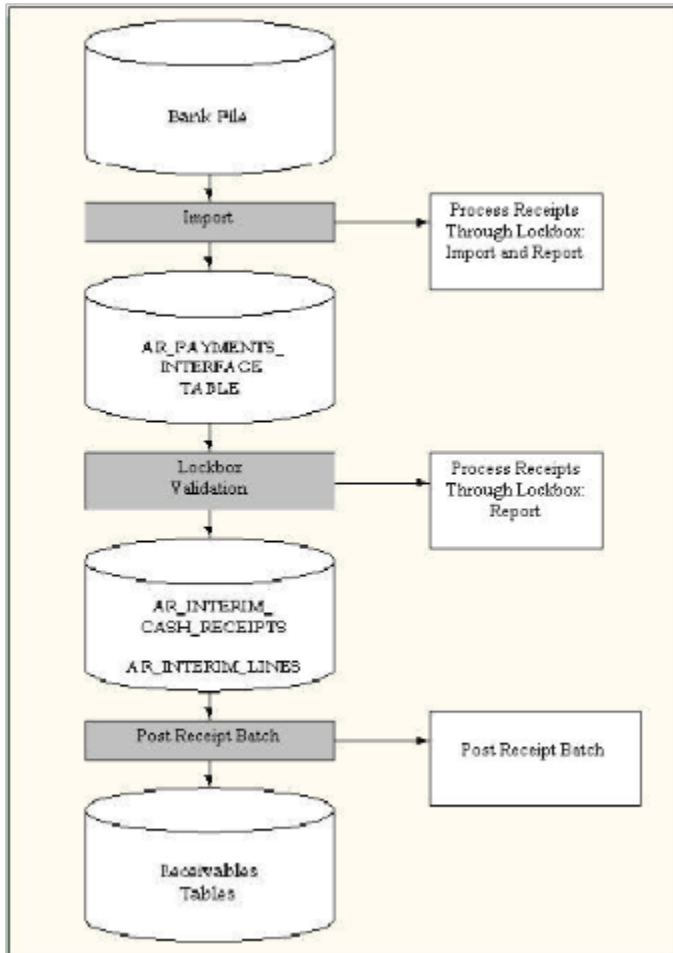 Bank File
Import
Process Receipts
Through Lockbox:
Import and Report
AR_PAYMENTS_
INTERFACE
TABLE
Lockbox
Validation
Process Receipts
Through Lockbox:
Report
AR_INTERIM_
CASH_RECEIPTS
AR_INTERIM_LINES
Post Receipt Batch
Post Receipt Batch
Receivables
Tables